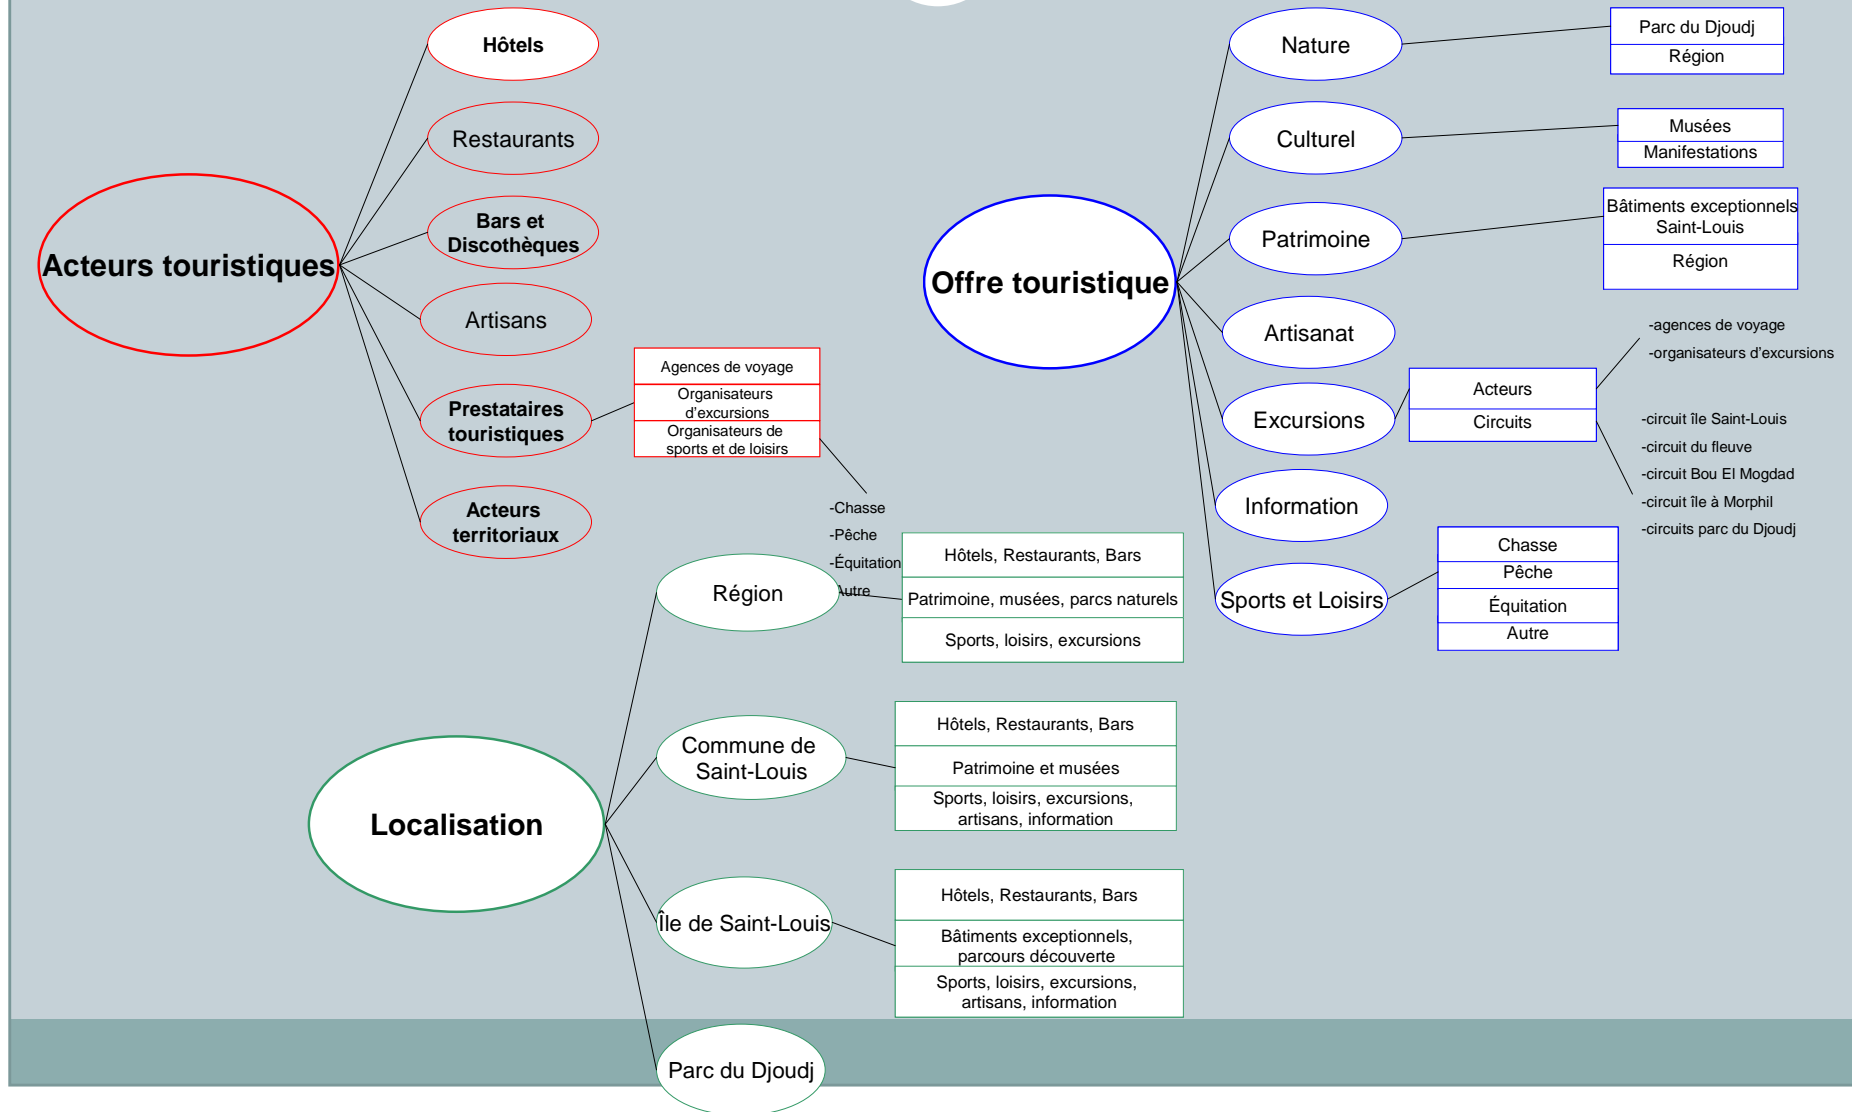 Acteurs touristiques
Hôtels
Restaurants
Bars et
Discothèques
Artisans
Prestataires
touristiques
Agences de voyage
Organisateurs
d'excursions
Organisateurs de
sports et de loisirs
-Chasse
-Pêche
-Équitation
-Autre
Acteurs
territoriaux
Offre touristique
Nature
Parc du Djoudj
Région
Culturel
Musées
Manifestations
Patrimoine
Bâtiments exceptionnels
Saint-Louis
Région
Artisanat
Excursions
Acteurs
Circuits
-agences de voyage
-organisateurs d'excursions
-circuit île Saint-Louis
-circuit du fleuve
-circuit Bou El Mogdad
-circuit île à Morphil
-circuits parc du Djoudj
Information
Sports et Loisirs
Chasse
Pêche
Équitation
Autre
Localisation
Région
Hôtels, Restaurants, Bars
Patrimoine, musées, parcs naturels
Sports, loisirs, excursions
Commune de
Saint-Louis
Hôtels, Restaurants, Bars
Patrimoine et musées
Sports, loisirs, excursions,
artisans, information
Île de Saint-Louis
Hôtels, Restaurants, Bars
Bâtiments exceptionnels,
parcours découverte
Sports, loisirs, excursions,
artisans, information
Parc du Djoudj